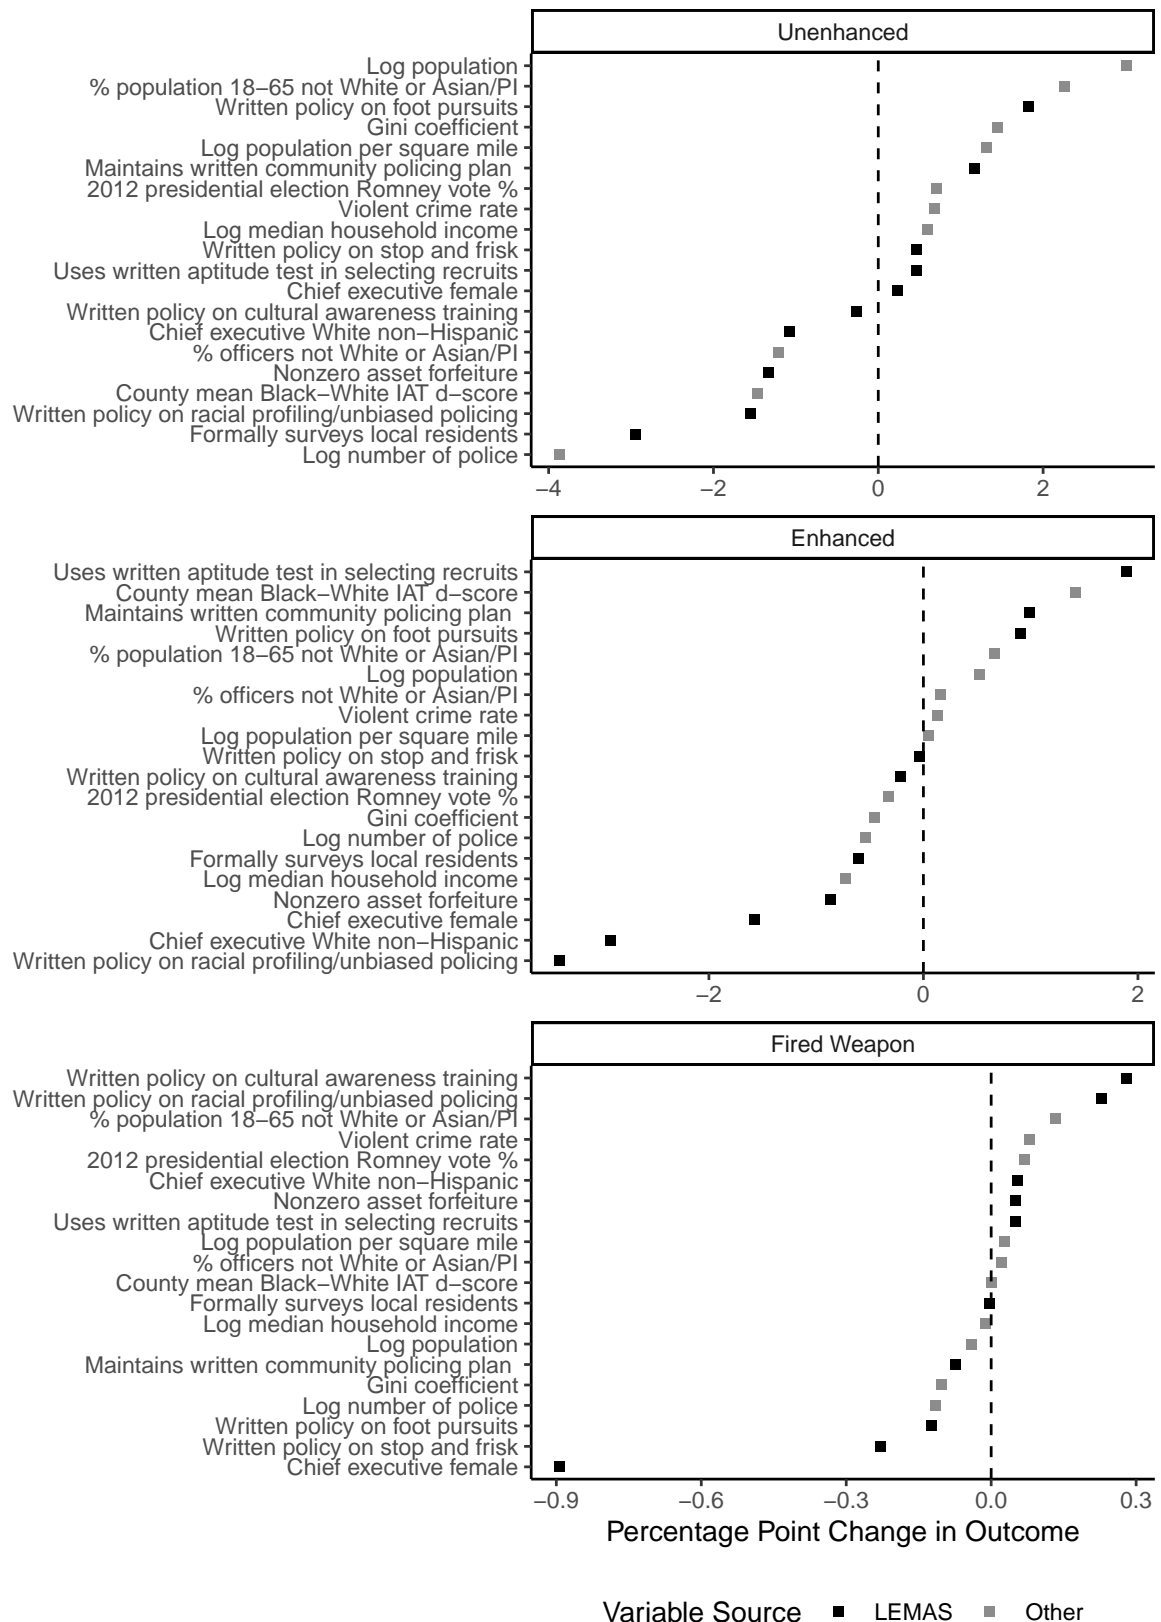 Unenhanced
Log population
% population 18−65 not White or Asian/PI
Written policy on foot pursuits
Gini coefficient
Log population per square mile
Maintains written community policing plan
2012 presidential election Romney vote %
Violent crime rate
Log median household income
Written policy on stop and frisk
Uses written aptitude test in selecting recruits
Chief executive female
Written policy on cultural awareness training
Chief executive White non−Hispanic
% officers not White or Asian/PI
Nonzero asset forfeiture
County mean Black−White IAT d−score
Written policy on racial profiling/unbiased policing
Formally surveys local residents
Log number of police
−4 −2 0 2
Enhanced
Uses written aptitude test in selecting recruits
County mean Black−White IAT d−score
Maintains written community policing plan
Written policy on foot pursuits
% population 18−65 not White or Asian/PI
Log population
% officers not White or Asian/PI
Violent crime rate
Log population per square mile
Written policy on stop and frisk
Written policy on cultural awareness training
2012 presidential election Romney vote %
Gini coefficient
Log number of police
Formally surveys local residents
Log median household income
Nonzero asset forfeiture
Chief executive female
Chief executive White non−Hispanic
Written policy on racial profiling/unbiased policing
−2 0 2
Fired Weapon
Written policy on cultural awareness training
Written policy on racial profiling/unbiased policing
% population 18−65 not White or Asian/PI
Violent crime rate
2012 presidential election Romney vote %
Chief executive White non−Hispanic
Nonzero asset forfeiture
Uses written aptitude test in selecting recruits
Log population per square mile
% officers not White or Asian/PI
County mean Black−White IAT d−score
Formally surveys local residents
Log median household income
Log population
Maintains written community policing plan
Gini coefficient
Log number of police
Written policy on foot pursuits
Written policy on stop and frisk
Chief executive female
−0.9 −0.6 −0.3 0.0 0.3
Percentage Point Change in Outcome
Variable Source LEMAS Other